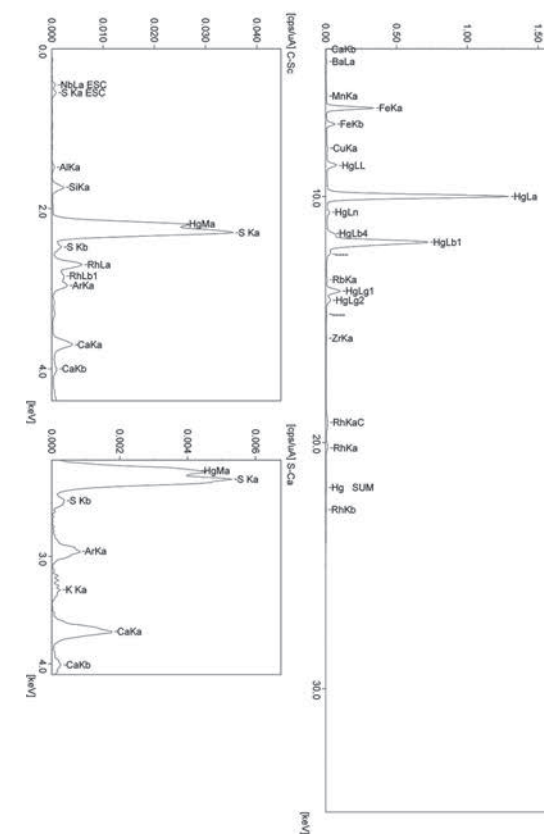 [cps/uA] C-Sc
0.000
0.010
0.020
0.030
0.040
0.0
NbLa ESC
S Ka ESC
AlKa
SiKa
2.0
HgMa
S Ka
S Kb
RhLa
RhLb1
ArKa
CaKa
4.0
CaKb
[keV]
[cps/uA] S-Ca
0.000
0.002
0.004
0.006
HgMa
S Ka
S Kb
3.0
ArKa
K Ka
CaKa
4.0
CaKb
[keV]
0.00
0.50
1.00
1.50
CaKb
BaLa
MnKa
FeKa
FeKb
CuKa
HgLL
10.0
HgLa
HgLn
HgLb4
HgLb1
RbKa
HgLg1
HgLg2
ZrKa
RhKaC
20.0
RhKa
Hg SUM
RhKb
30.0
[keV]